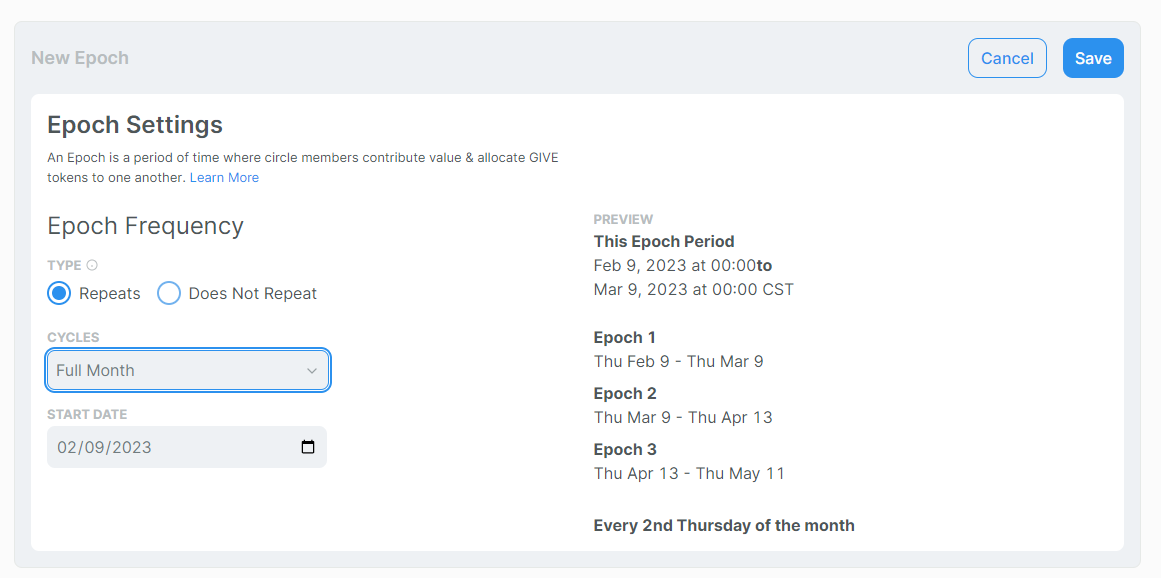 New Epoch
Cancel
Save
Epoch Settings
An Epoch is a period of time where circle members contribute value & allocate GIVE
tokens to one another. Learn More
Epoch Frequency
TYPE
Repeats
Does Not Repeat
CYCLES
Full Month
START DATE
02/09/2023
PREVIEW
This Epoch Period
Feb 9, 2023 at 00:00to
Mar 9, 2023 at 00:00 CST
Epoch 1
Thu Feb 9 - Thu Mar 9
Epoch 2
Thu Mar 9 - Thu Apr 13
Epoch 3
Thu Apr 13 - Thu May 11
Every 2nd Thursday of the month